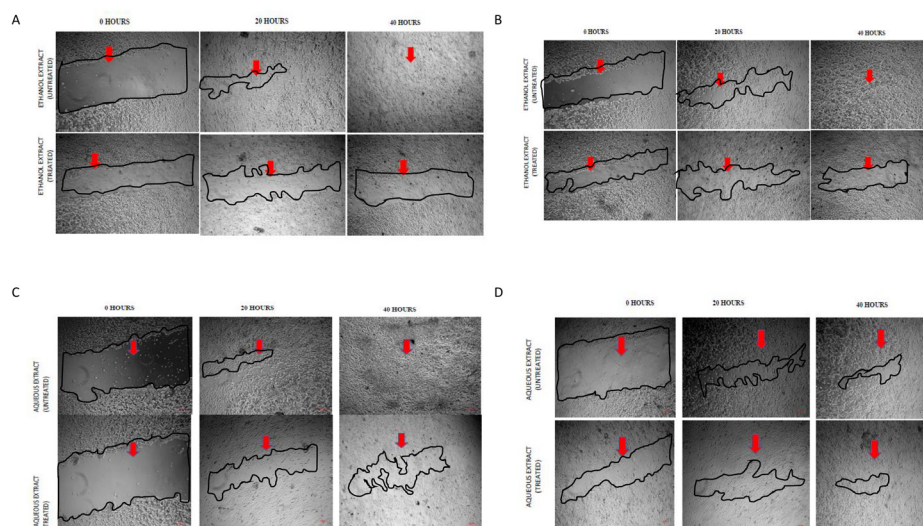 A
0 HOURS
20 HOURS
40 HOURS
ETHANOL EXTRACT
(UNTREATED)
ETHANOL EXTRACT
(TREATED)
B
0 HOURS
20 HOURS
40 HOURS
ETHANOL EXTRACT
(UNTREATED)
ETHANOL EXTRACT
(TREATED)
C
0 HOURS
20 HOURS
40 HOURS
AQUEOUS EXTRACT
(UNTREATED)
AQUEOUS EXTRACT
(TREATED)
D
0 HOURS
20 HOURS
40 HOURS
AQUEOUS EXTRACT
(UNTREATED)
AQUEOUS EXTRACT
(TREATED)